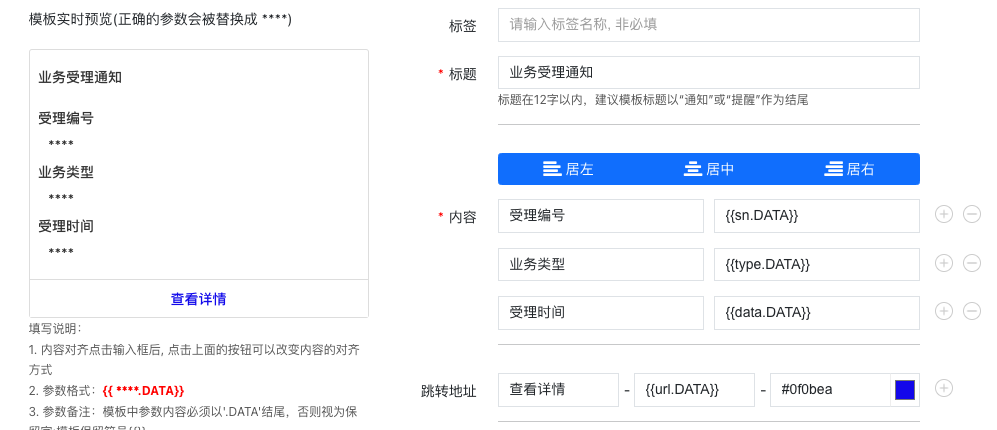 模板实时预览(正确的参数会被替换成 ****)
业务受理通知
受理编号
****
业务类型
****
受理时间
****
查看详情
填写说明：
1. 内容对齐点击输入框后, 点击上面的按钮可以改变内容的对齐
方式
2. 参数格式：{{ ****.DATA}}
3. 参数备注：模板中参数内容必须以'.DATA'结尾，否则视为保
标签 请输入标签名称, 非必填
* 标题 业务受理通知
标题在12字以内，建议模板标题以“通知”或“提醒”作为结尾
居左 居中 居右
* 内容 受理编号 {{sn.DATA}}
业务类型 {{type.DATA}}
受理时间 {{data.DATA}}
跳转地址 查看详情 - {{url.DATA}} - #0f0bea